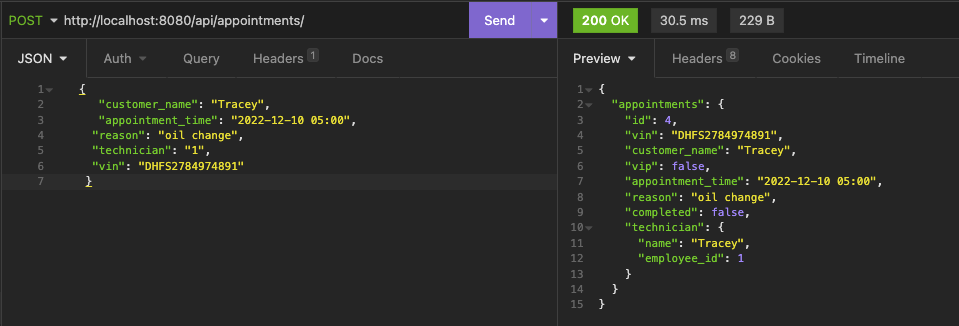 POST http://localhost:8080/api/appointments/ Send 200 OK 30.5 ms 229 B
JSON Auth Query Headers 1 Docs Preview Headers 8 Cookies Timeline
1 {
2 "customer_name": "Tracey",
3 "appointment_time": "2022-12-10 05:00",
4 "reason": "oil change",
5 "technician": "1",
6 "vin": "DHFS2784974891"
7 }
1 {
2 "appointments": {
3 "id": 4,
4 "vin": "DHFS2784974891",
5 "customer_name": "Tracey",
6 "vip": false,
7 "appointment_time": "2022-12-10 05:00",
8 "reason": "oil change",
9 "completed": false,
10 "technician": {
11 "name": "Tracey",
12 "employee_id": 1
13 }
14 }
15 }